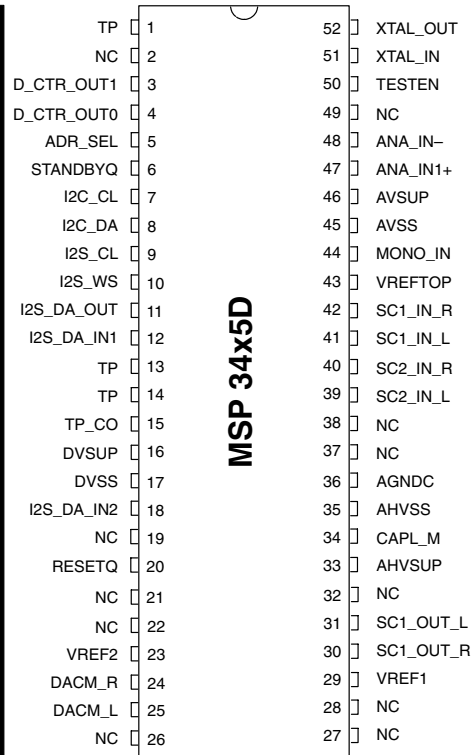 TP 1 52 XTAL_OUT
NC 2 51 XTAL_IN
D_CTR_OUT1 3 50 TESTEN
D_CTR_OUT0 4 49 NC
ADR_SEL 5 48 ANA_IN–
STANDBYQ 6 47 ANA_IN1+
I2C_CL 7 46 AVSUP
I2C_DA 8 45 AVSS
I2S_CL 9 44 MONO_IN
I2S_WS 10 43 VREFTOP
I2S_DA_OUT 11 42 SC1_IN_R
I2S_DA_IN1 12 41 SC1_IN_L
TP 13 40 SC2_IN_R
TP 14 39 SC2_IN_L
TP_CO 15 38 NC
DVSUP 16 37 NC
DVSS 17 36 AGNDC
I2S_DA_IN2 18 35 AHVSS
NC 19 34 CAPL_M
RESETQ 20 33 AHVSUP
NC 21 32 NC
NC 22 31 SC1_OUT_L
VREF2 23 30 SC1_OUT_R
DACM_R 24 29 VREF1
DACM_L 25 28 NC
NC 26 27 NC
MSP 34x5D